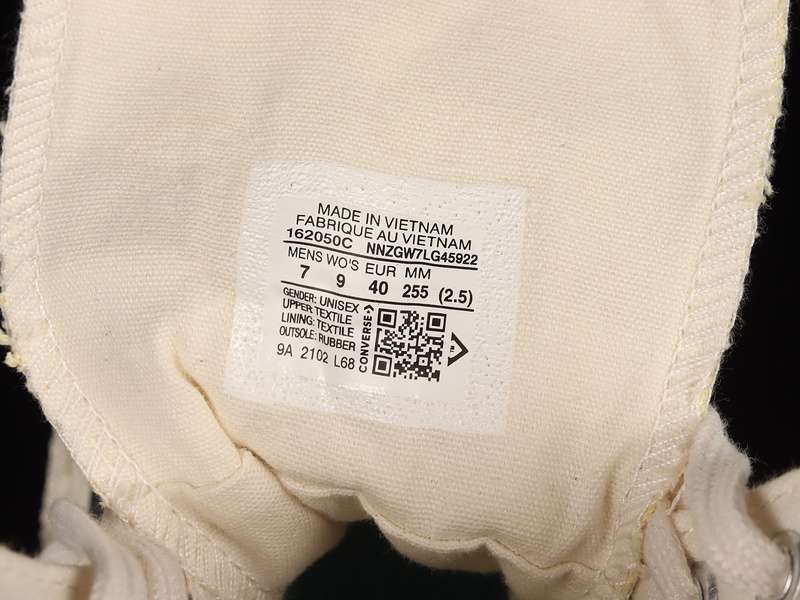 MADE IN VIETNAM
FABRIQUE AU VIETNAM
162050C NNZGW7LG45922
MENS WO'S EUR MM
7 9 40 255 (2.5)
GENDER: UNISEX
UPPER: TEXTILE
LINING: TEXTILE
OUTSOLE: RUBBER
9A 2102 L68
CONVERSE